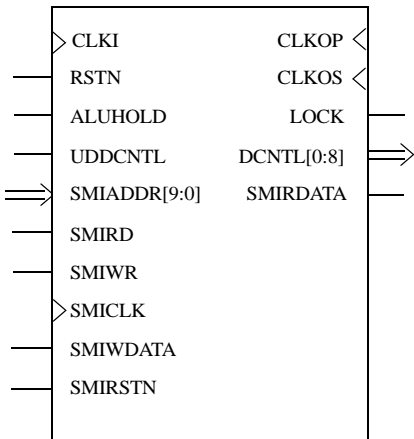 CLKI CLKOP
RSTN CLKOS
ALUHOLD LOCK
UDDCNTL DCNTL[0:8]
SMIADDR[9:0] SMIRDATA
SMIRD
SMIWR
SMICLK
SMIWDATA
SMIRSTN